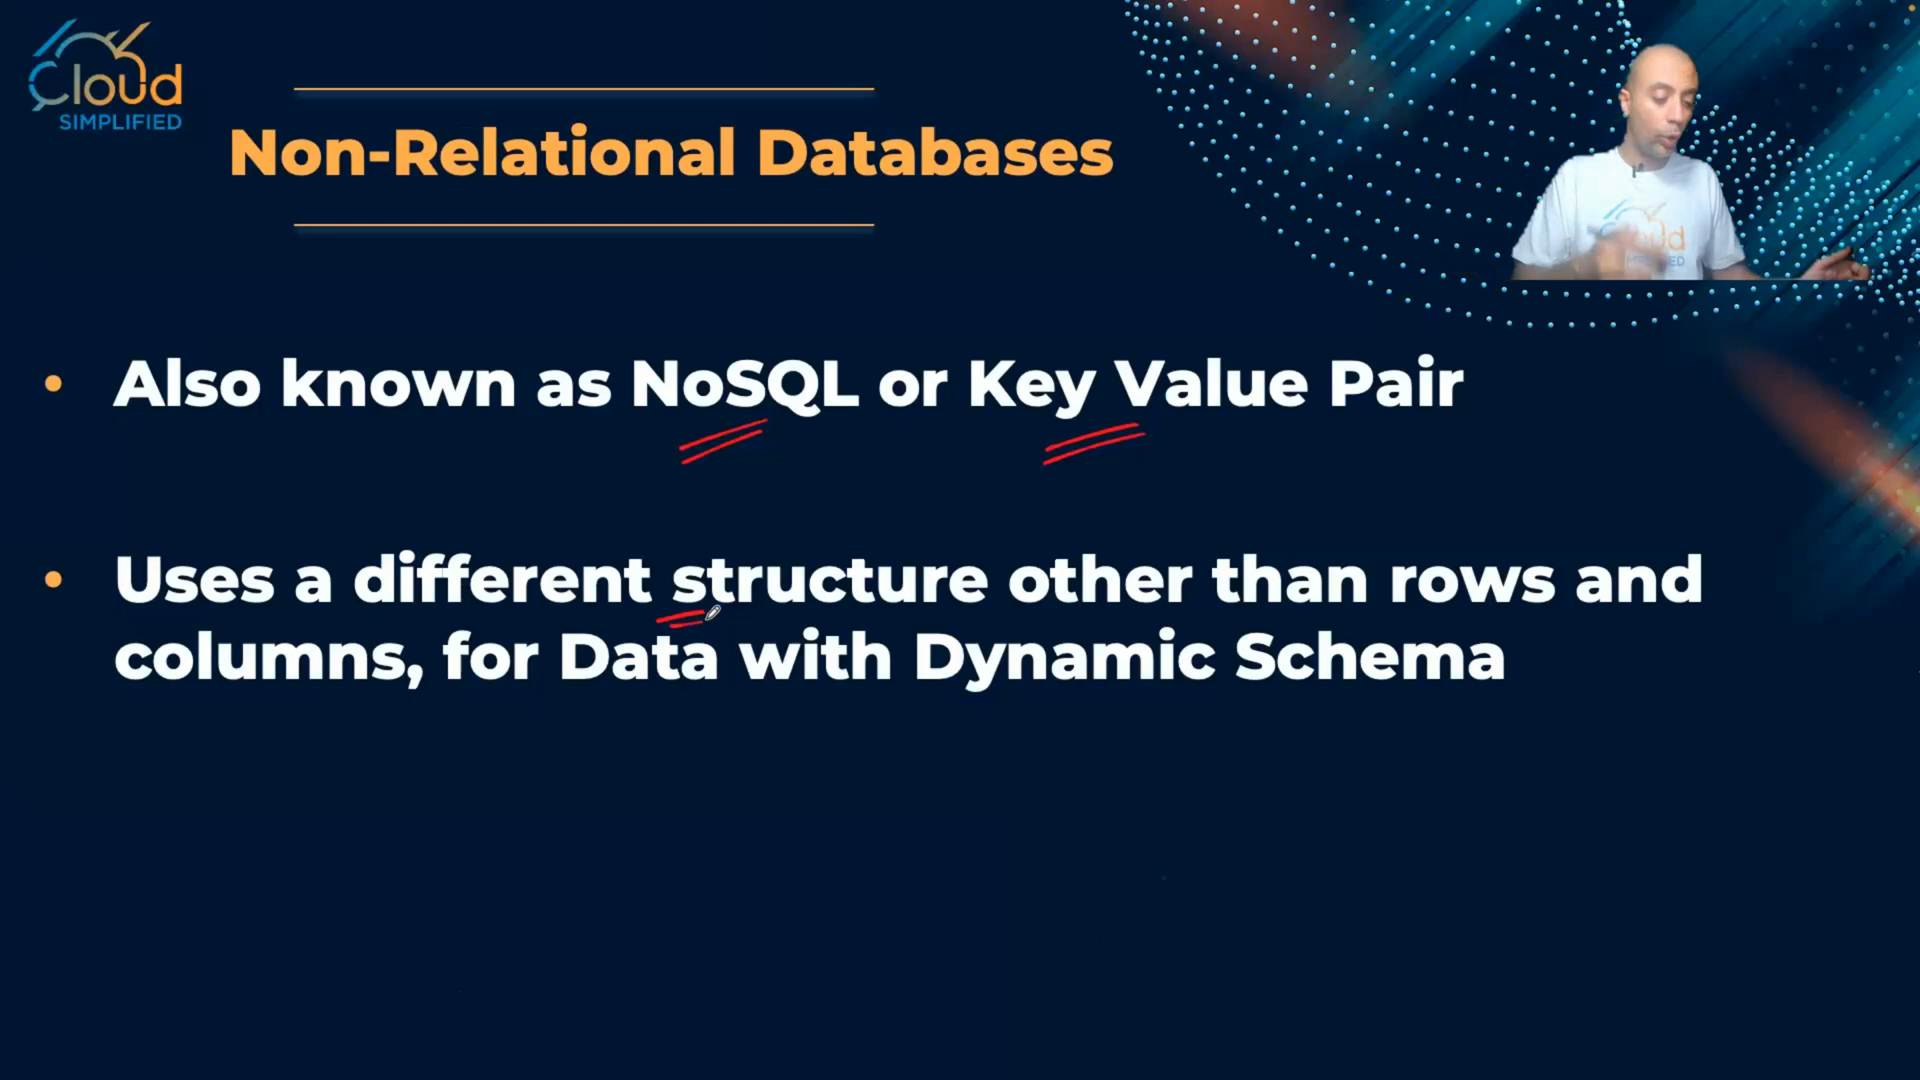 Cloud
SIMPLIFIED
Non-Relational Databases
• Also known as NoSQL or Key Value Pair
• Uses a different structure other than rows and
columns, for Data with Dynamic Schema